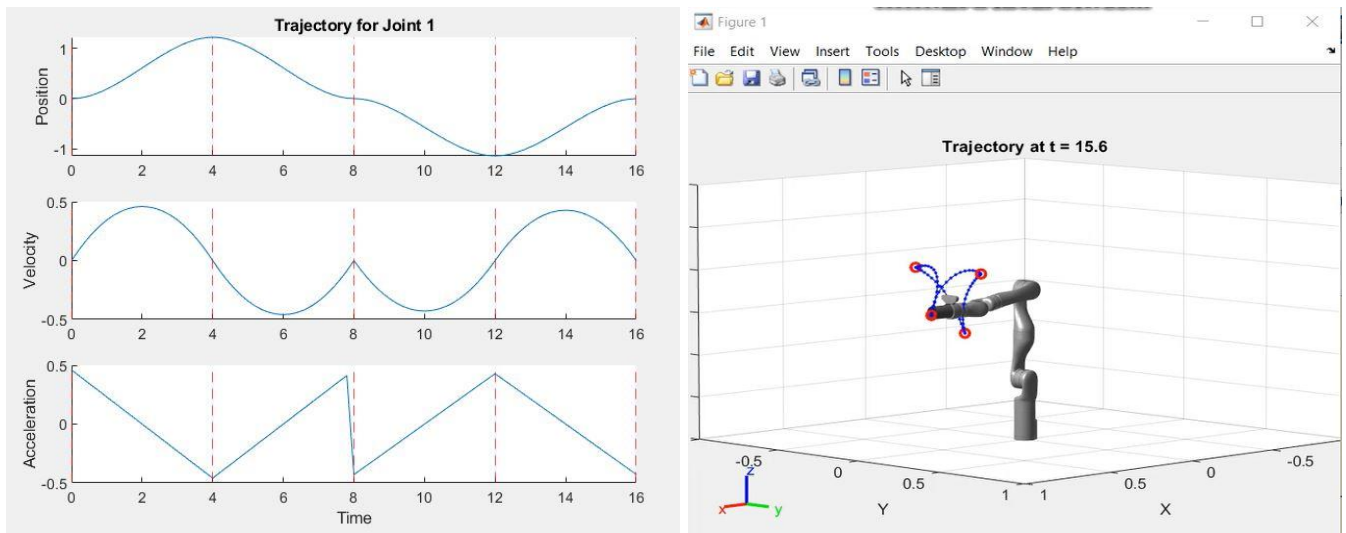 Trajectory for Joint 1
Position
1
0
-1
0 2 4 6 8 10 12 14 16
Velocity
0.5
0
-0.5
0 2 4 6 8 10 12 14 16
Acceleration
0.5
0
-0.5
0 2 4 6 8 10 12 14 16
Time
Figure 1
File Edit View Insert Tools Desktop Window Help
Trajectory at t = 15.6
-0.5 0 0.5 1
Y
1 0.5 0 -0.5
X
z
x y